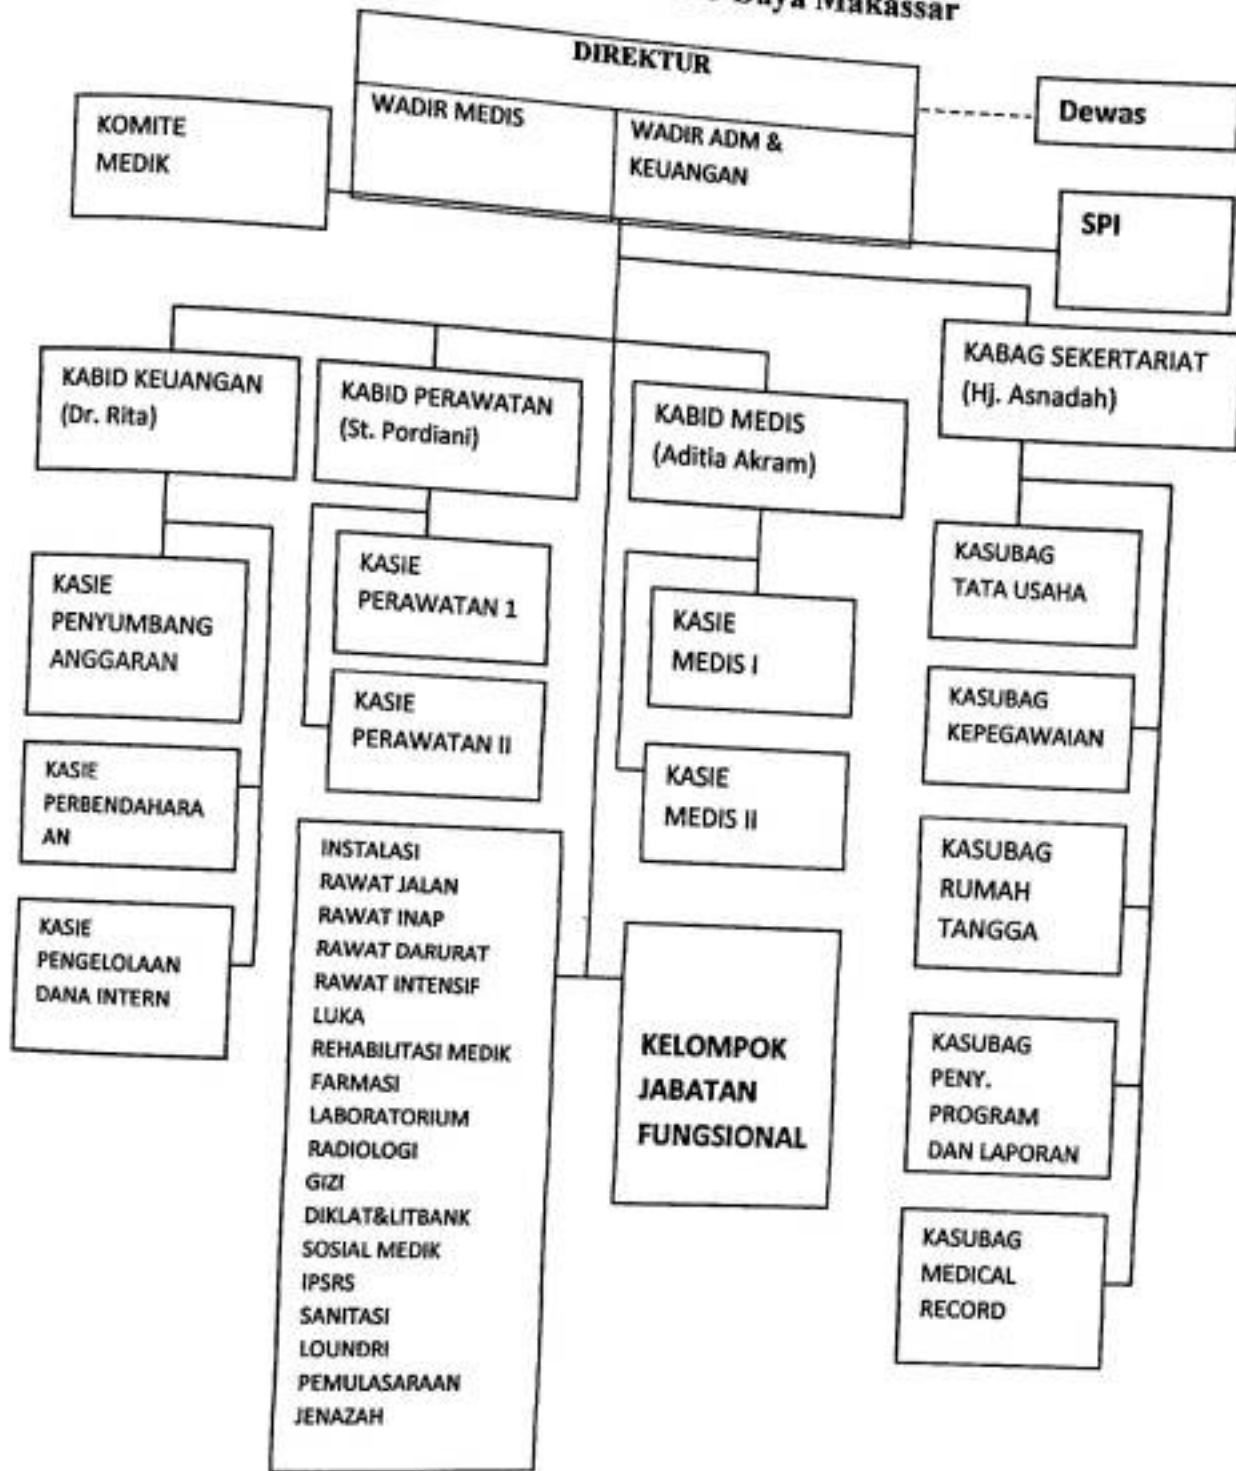 Daya Makassar
DIREKTUR
WADIR MEDIS
WADIR ADM &
KEUANGAN
KOMITE
MEDIK
Dewas
SPI
KABID KEUANGAN
(Dr. Rita)
KABID PERAWATAN
(St. Pordiani)
KABID MEDIS
(Aditia Akram)
KABAG SEKERTARIAT
(Hj. Asnadah)
KASIE
PENYUMBANG
ANGGARAN
KASIE
PERBENDAHARA
AN
KASIE
PENGELOLAAN
DANA INTERN
KASIE
PERAWATAN 1
KASIE
PERAWATAN II
KASIE
MEDIS I
KASIE
MEDIS II
KASUBAG
TATA USAHA
KASUBAG
KEPEGAWAIAN
KASUBAG
RUMAH
TANGGA
KASUBAG
PENY.
PROGRAM
DAN LAPORAN
KASUBAG
MEDICAL
RECORD
INSTALASI
RAWAT JALAN
RAWAT INAP
RAWAT DARURAT
RAWAT INTENSIF
LUKA
REHABILITASI MEDIK
FARMASI
LABORATORIUM
RADIOLOGI
GIZI
DIKLAT&LITBANK
SOSIAL MEDIK
IPSRS
SANITASI
LOUNDRI
PEMULASARAAN
JENAZAH
KELOMPOK
JABATAN
FUNGSIONAL